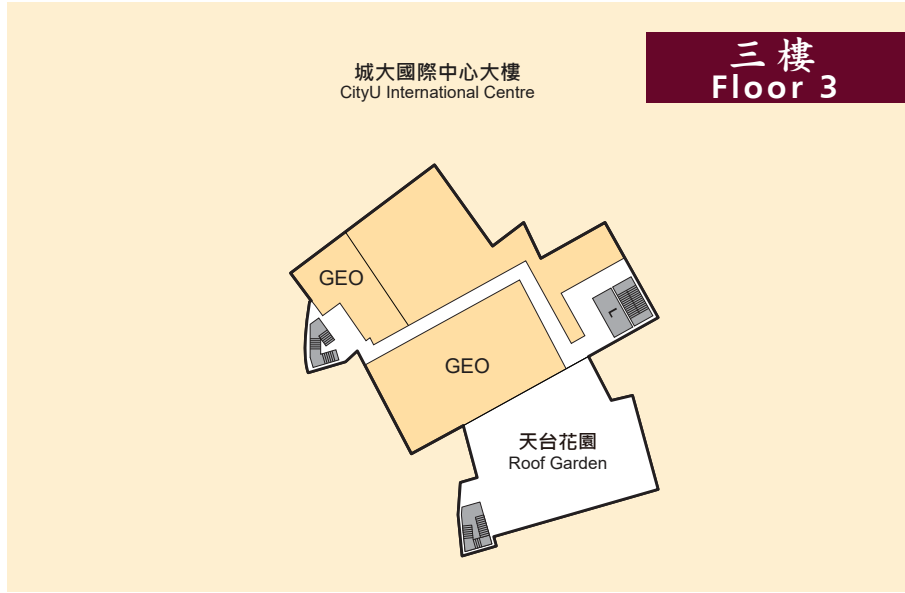 三樓
Floor 3
城大國際中心大樓
CityU International Centre
GEO
L
GEO
天台花園
Roof Garden